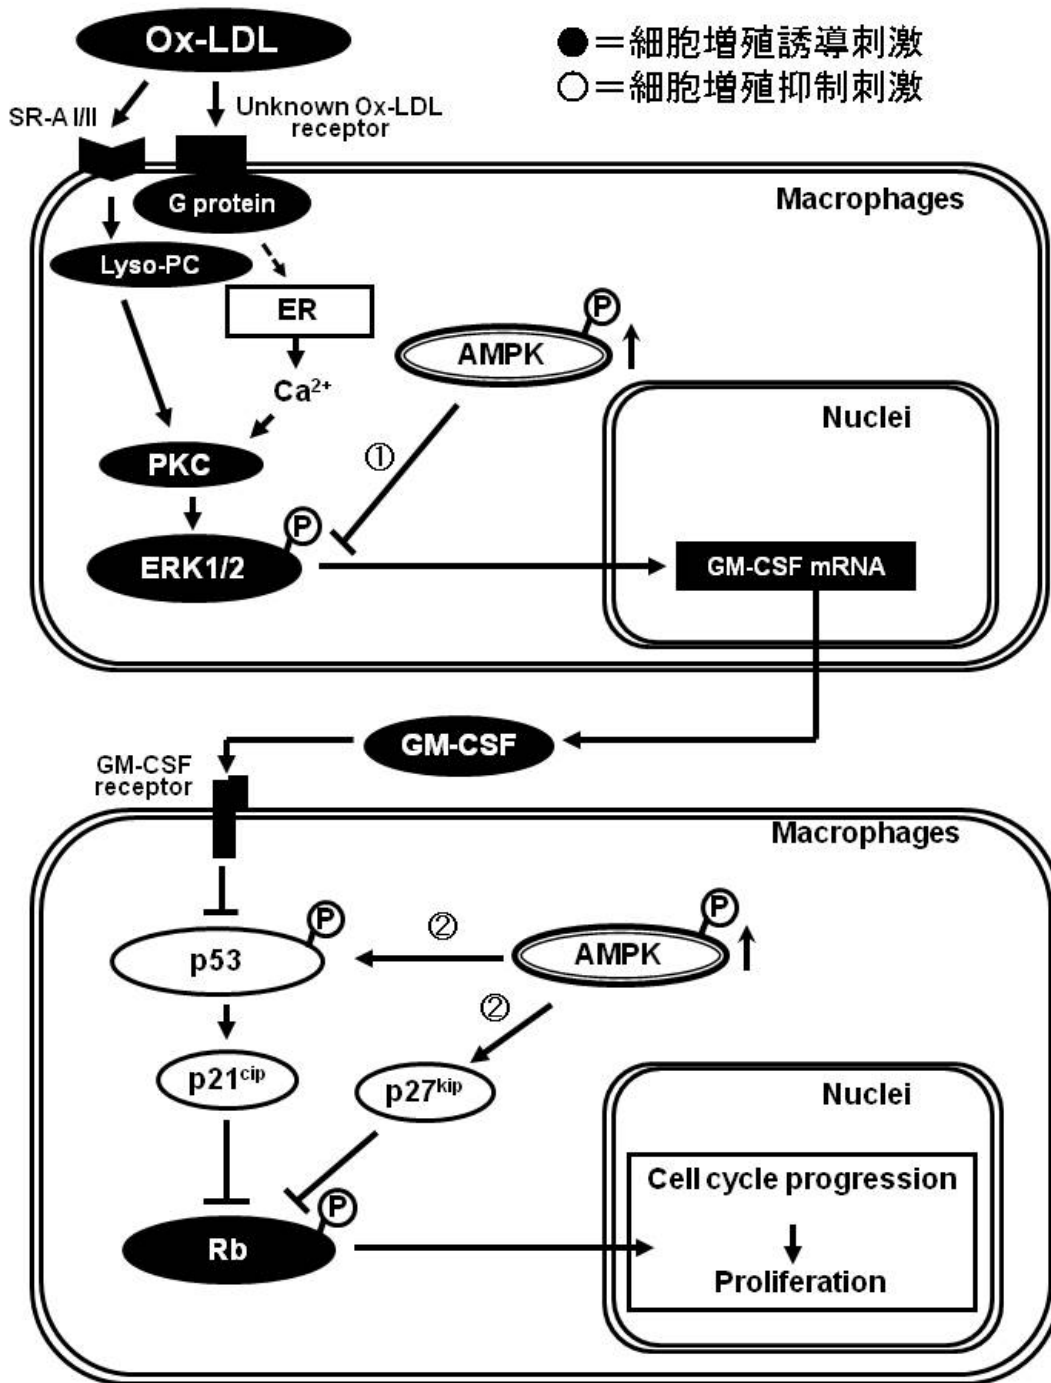 Ox-LDL
●=細胞増殖誘導刺激
○=細胞増殖抑制刺激
SR-A I/II
Unknown Ox-LDL
receptor
Macrophages
G protein
Lyso-PC
ER
P
AMPK
Ca²⁺
Nuclei
①
PKC
P
ERK1/2
GM-CSF mRNA
GM-CSF
GM-CSF
receptor
Macrophages
P
p53
②
P
AMPK
②
p21ᶜⁱᵖ
p27ᵏⁱᵖ
Nuclei
Cell cycle progression
Proliferation
P
Rb